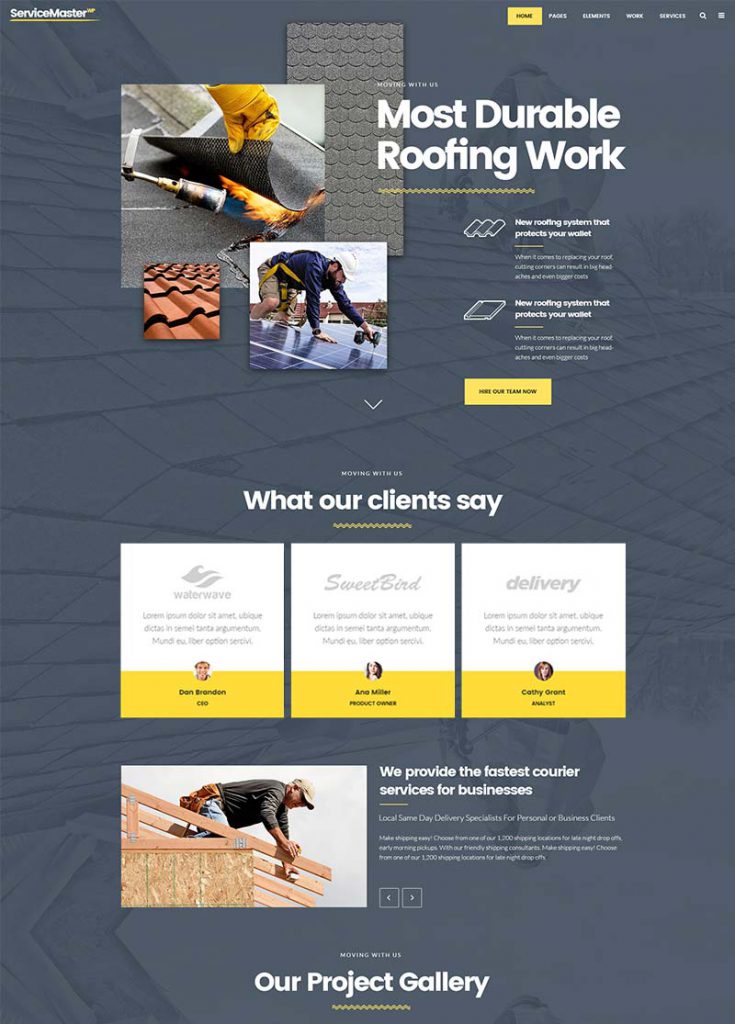 ServiceMaster WP
HOME PAGES ELEMENTS WORK SERVICES
MOVING WITH US
Most Durable
Roofing Work
New roofing system that
protects your wallet
When it comes to replacing your roof,
cutting corners can result in big head-
aches and even bigger costs
New roofing system that
protects your wallet
When it comes to replacing your roof,
cutting corners can result in big head-
aches and even bigger costs
HIRE OUR TEAM NOW
MOVING WITH US
What our clients say
waterwave
Lorem ipsum dolor sit amet, ubique
dictas in semei tanta argumentum.
Mundi eu, liber option sercivi.
Dan Brandon
CEO
SweetBird
Lorem ipsum dolor sit amet, ubique
dictas in semei tanta argumentum.
Mundi eu, liber option sercivi.
Ana Miller
PRODUCT OWNER
delivery
Lorem ipsum dolor sit amet, ubique
dictas in semei tanta argumentum.
Mundi eu, liber option sercivi.
Cathy Grant
ANALYST
We provide the fastest courier
services for businesses
Local Same Day Delivery Specialists For Personal or Business Clients
Make shipping easy! Choose from one of our 1,200 shipping locations for late night drop offs,
early morning pickups. With our friendly shipping consultants. Make shipping easy! Choose
from one of our 1,200 shipping locations for late night drop offs
MOVING WITH US
Our Project Gallery